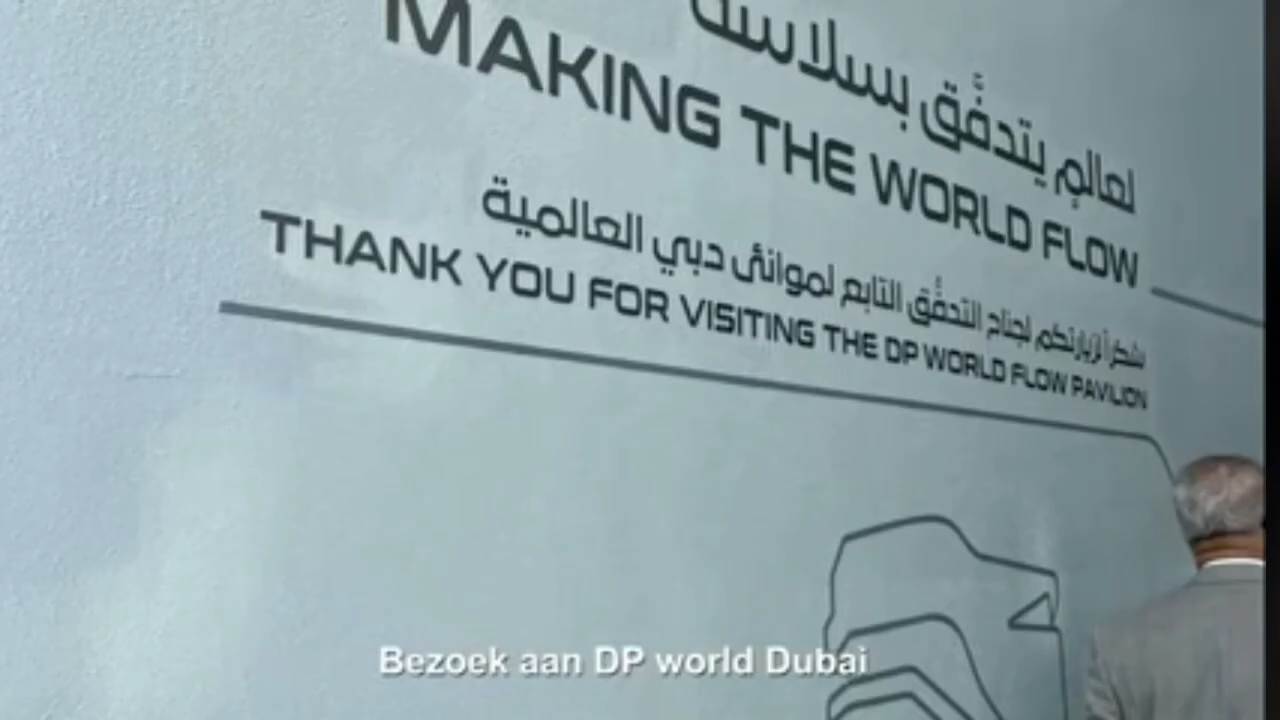 لعالمٍ يتدفَّق بسلاسة
MAKING THE WORLD FLOW
شكراً لزيارتكم لجناح التدفُّق التابع لموانئ دبي العالمية
THANK YOU FOR VISITING THE DP WORLD FLOW PAVILION
Bezoek aan DP world Dubai